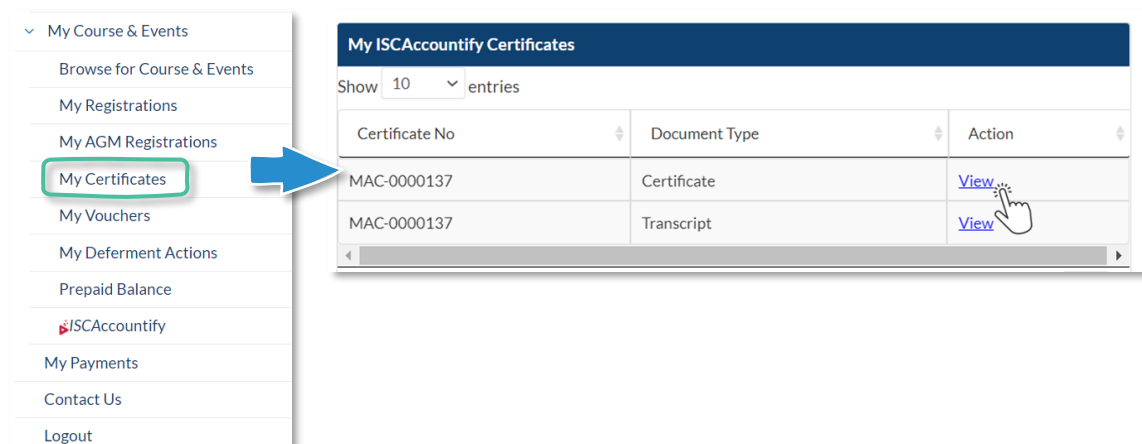 My Course & Events
Browse for Course & Events
My Registrations
My AGM Registrations
My Certificates
My Vouchers
My Deferment Actions
Prepaid Balance
ISCAccountify
My Payments
Contact Us
Logout
My ISCAccountify Certificates
Show 10 entries
Certificate No Document Type Action
MAC-0000137 Certificate View
MAC-0000137 Transcript View